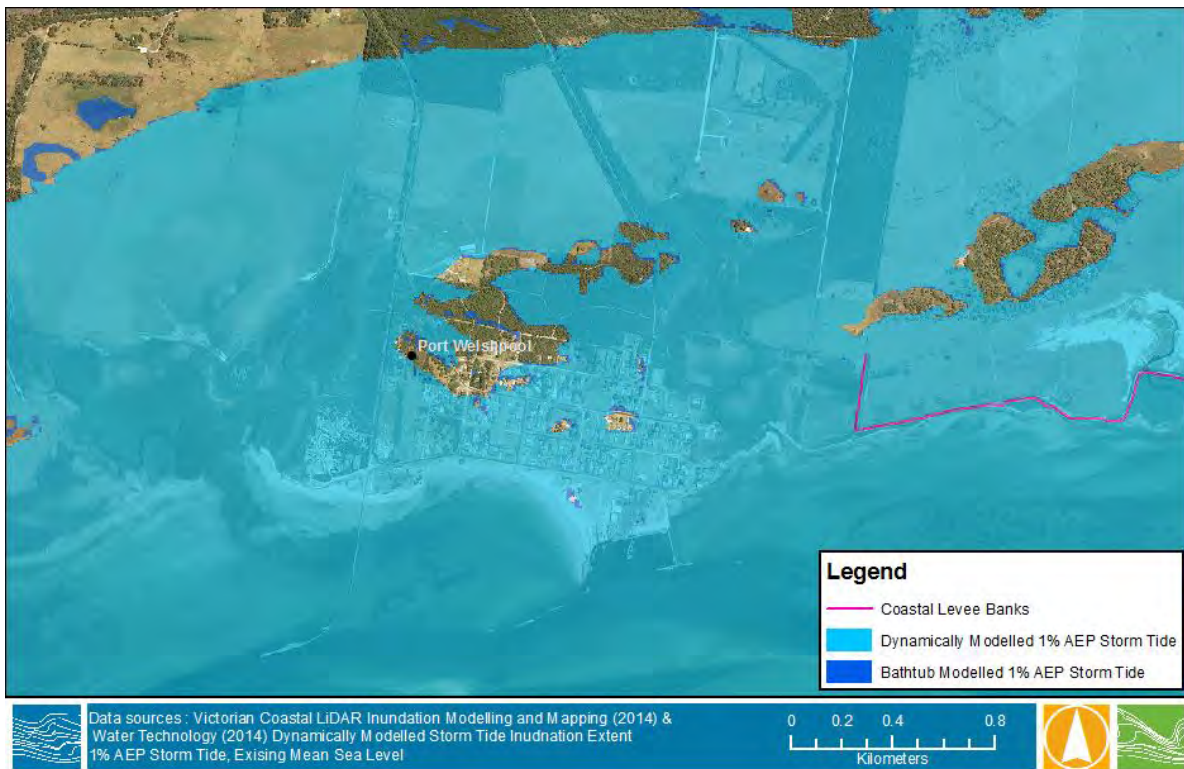 Port Welshpool
Legend
Coastal Levee Banks
Dynamically Modelled 1% AEP Storm Tide
Bathtub Modelled 1% AEP Storm Tide
Data sources : Victorian Coastal LiDAR Inundation Modelling and Mapping (2014) &
Water Technology (2014) Dynamically Modelled Storm Tide Inudnation Extent
1% AEP Storm Tide, Exising Mean Sea Level
0 0.2 0.4 0.8
Kilometers